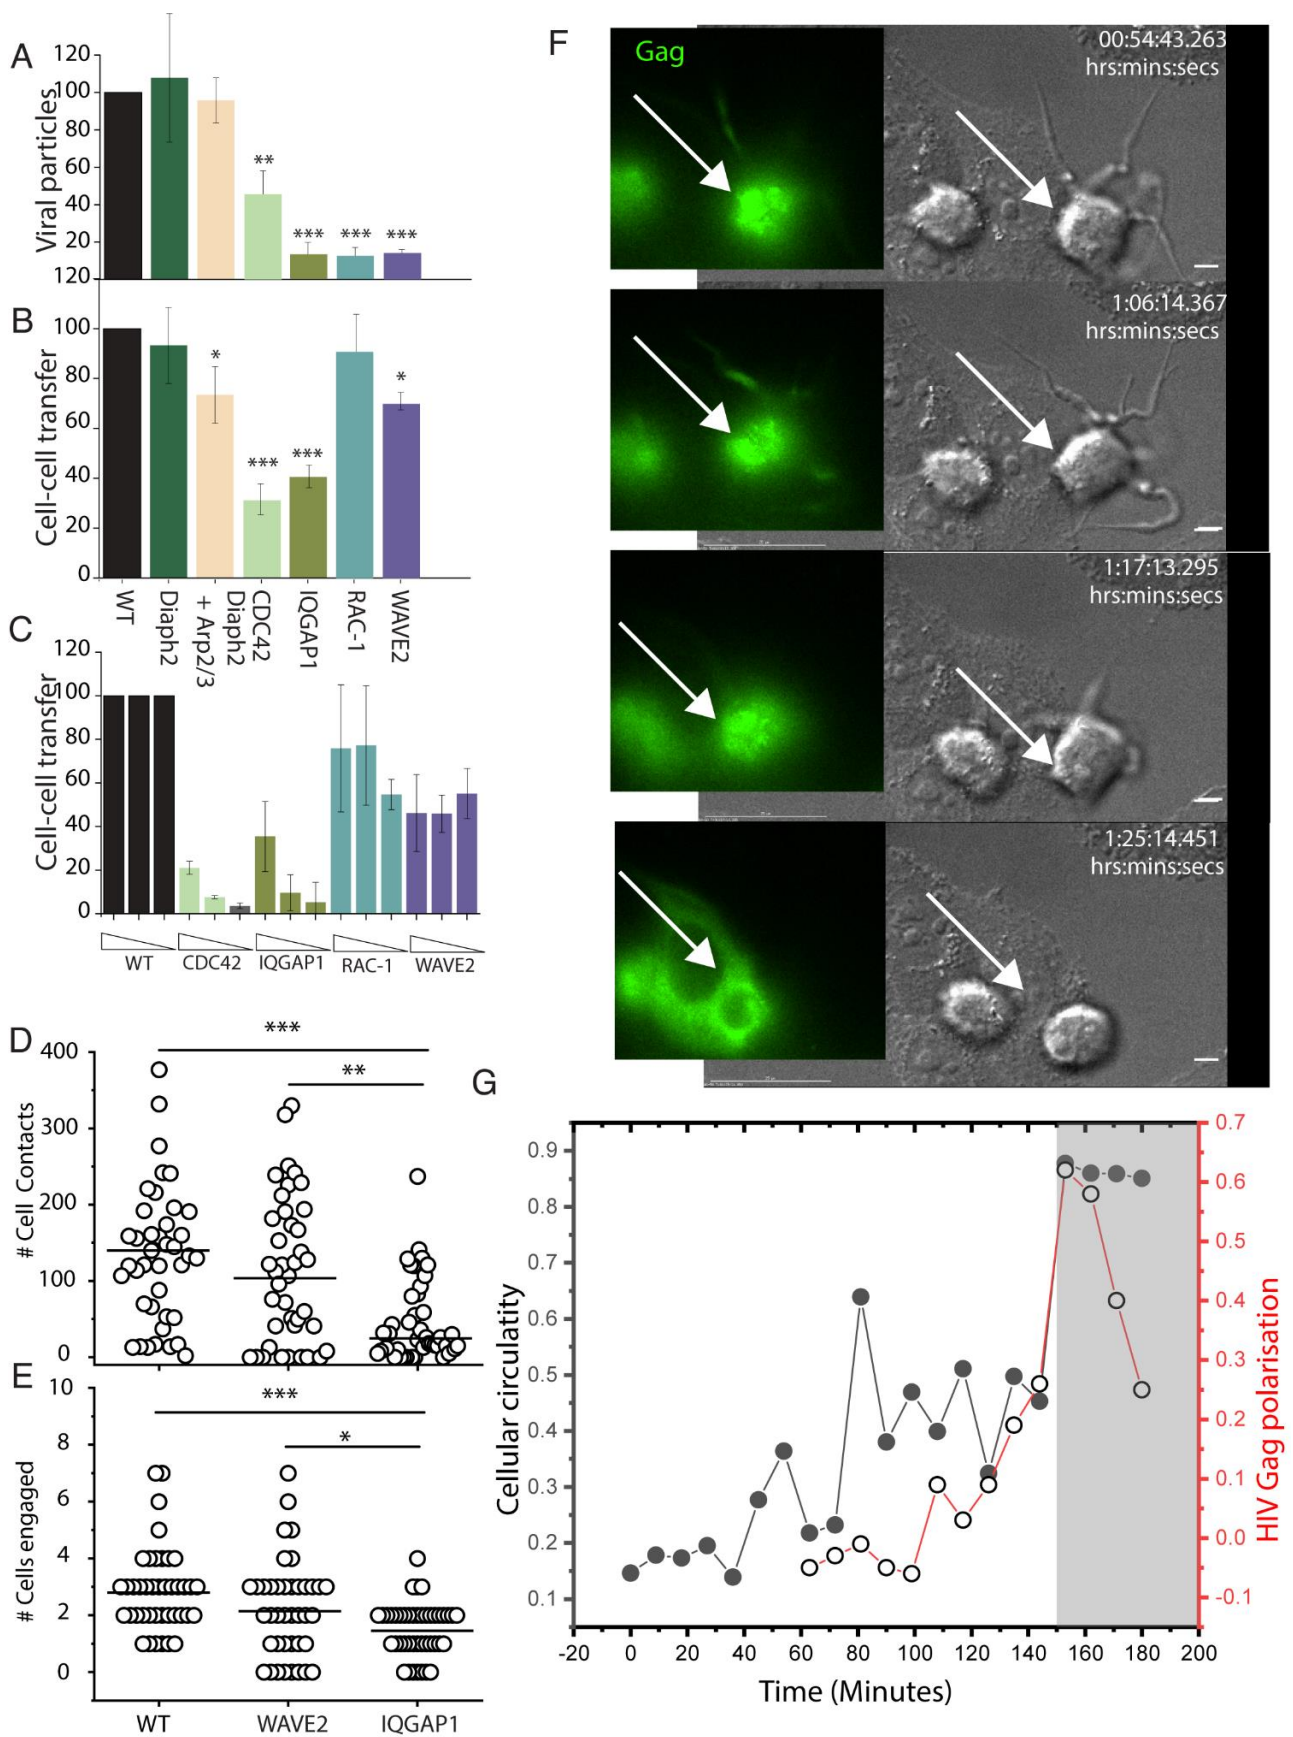 A
Viral particles
120
100
80
60
40
20
120
**
***
***
***
B
Cell-cell transfer
100
80
60
40
20
0
*
***
***
*
WT
Diaph2
Diaph2
+ Arp2/3
CDC42
IQGAP1
RAC-1
WAVE2
C
Cell-cell transfer
120
100
80
60
40
20
0
WT
CDC42
IQGAP1
RAC-1
WAVE2
D
# Cell Contacts
400
300
200
100
0
***
**
E
# Cells engaged
10
8
6
4
2
0
***
*
WT
WAVE2
IQGAP1
F
Gag
00:54:43.263
hrs:mins:secs
1:06:14.367
hrs:mins:secs
1:17:13.295
hrs:mins:secs
1:25:14.451
hrs:mins:secs
G
Cellular circulatity
0.9
0.8
0.7
0.6
0.5
0.4
0.3
0.2
0.1
HIV Gag polarisation
0.7
0.6
0.5
0.4
0.3
0.2
0.1
0.0
-0.1
-20
0
20
40
60
80
100
120
140
160
180
200
Time (Minutes)